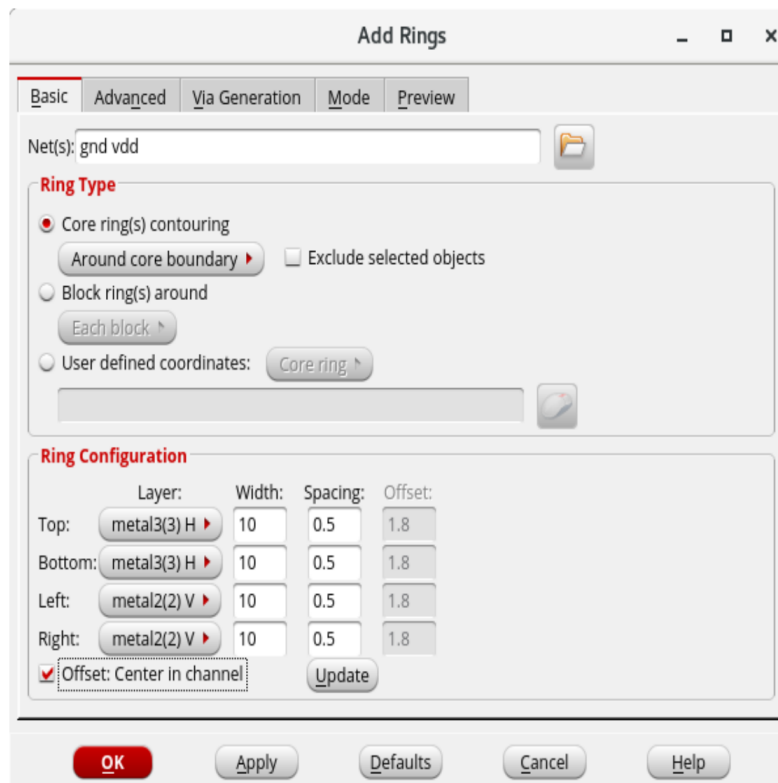 Add Rings
Basic Advanced Via Generation Mode Preview
Net(s): gnd vdd
Ring Type
Core ring(s) contouring
Around core boundary Exclude selected objects
Block ring(s) around
Each block
User defined coordinates: Core ring
Ring Configuration
Layer: Width: Spacing: Offset:
Top: metal3(3) H 10 0.5 1.8
Bottom: metal3(3) H 10 0.5 1.8
Left: metal2(2) V 10 0.5 1.8
Right: metal2(2) V 10 0.5 1.8
Offset: Center in channel Update
OK Apply Defaults Cancel Help